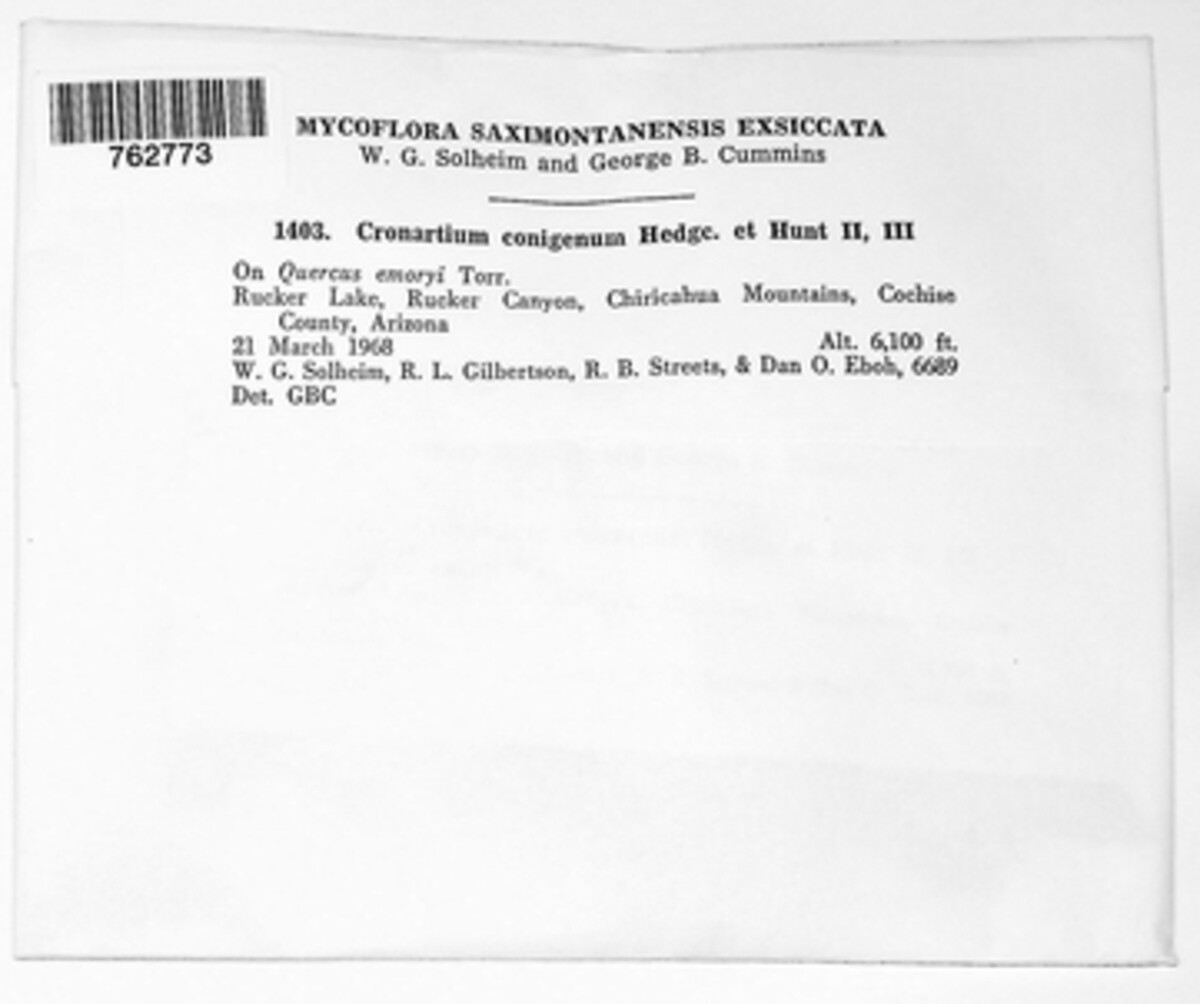 762773
MYCOFLORA SAXIMONTANENSIS EXSICCATA
W. G. Solheim and George B. Cummins
1403. Cronartium conigenum Hedgc. et Hunt II, III
On Quercus emoryi Torr.
Rucker Lake, Rucker Canyon, Chiricahua Mountains, Cochise
County, Arizona
21 March 1968 Alt. 6,100 ft.
W. G. Solheim, R. L. Gilbertson, R. B. Streets, & Dan O. Eboh, 6689
Det. GBC